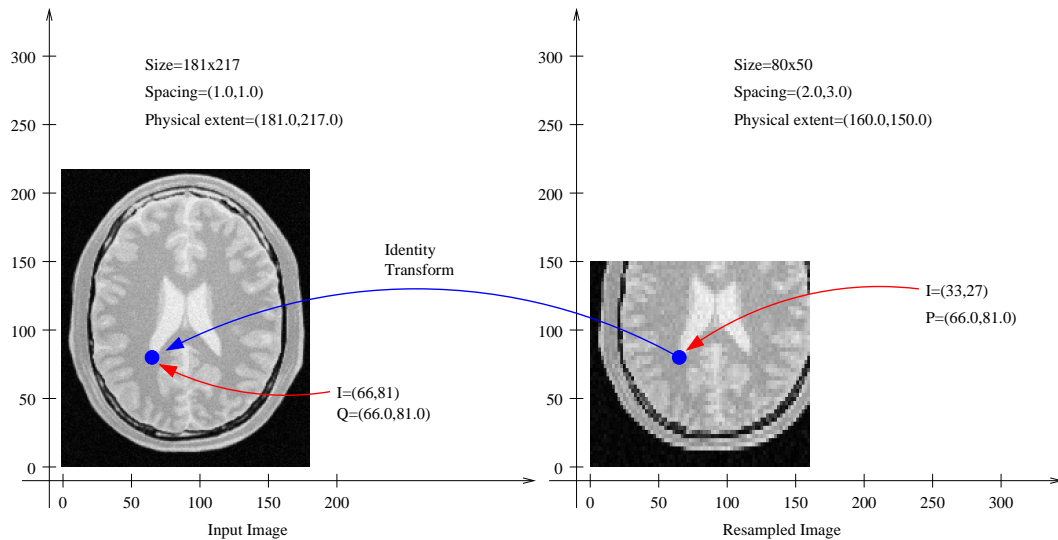 300
250
200
150
100
50
0
0 50 100 150 200
Size=181x217
Spacing=(1.0,1.0)
Physical extent=(181.0,217.0)
I=(66,81)
Q=(66.0,81.0)
Input Image
Identity
Transform
300
250
200
150
100
50
0
0 50 100 150 200 250 300
Size=80x50
Spacing=(2.0,3.0)
Physical extent=(160.0,150.0)
I=(33,27)
P=(66.0,81.0)
Resampled Image